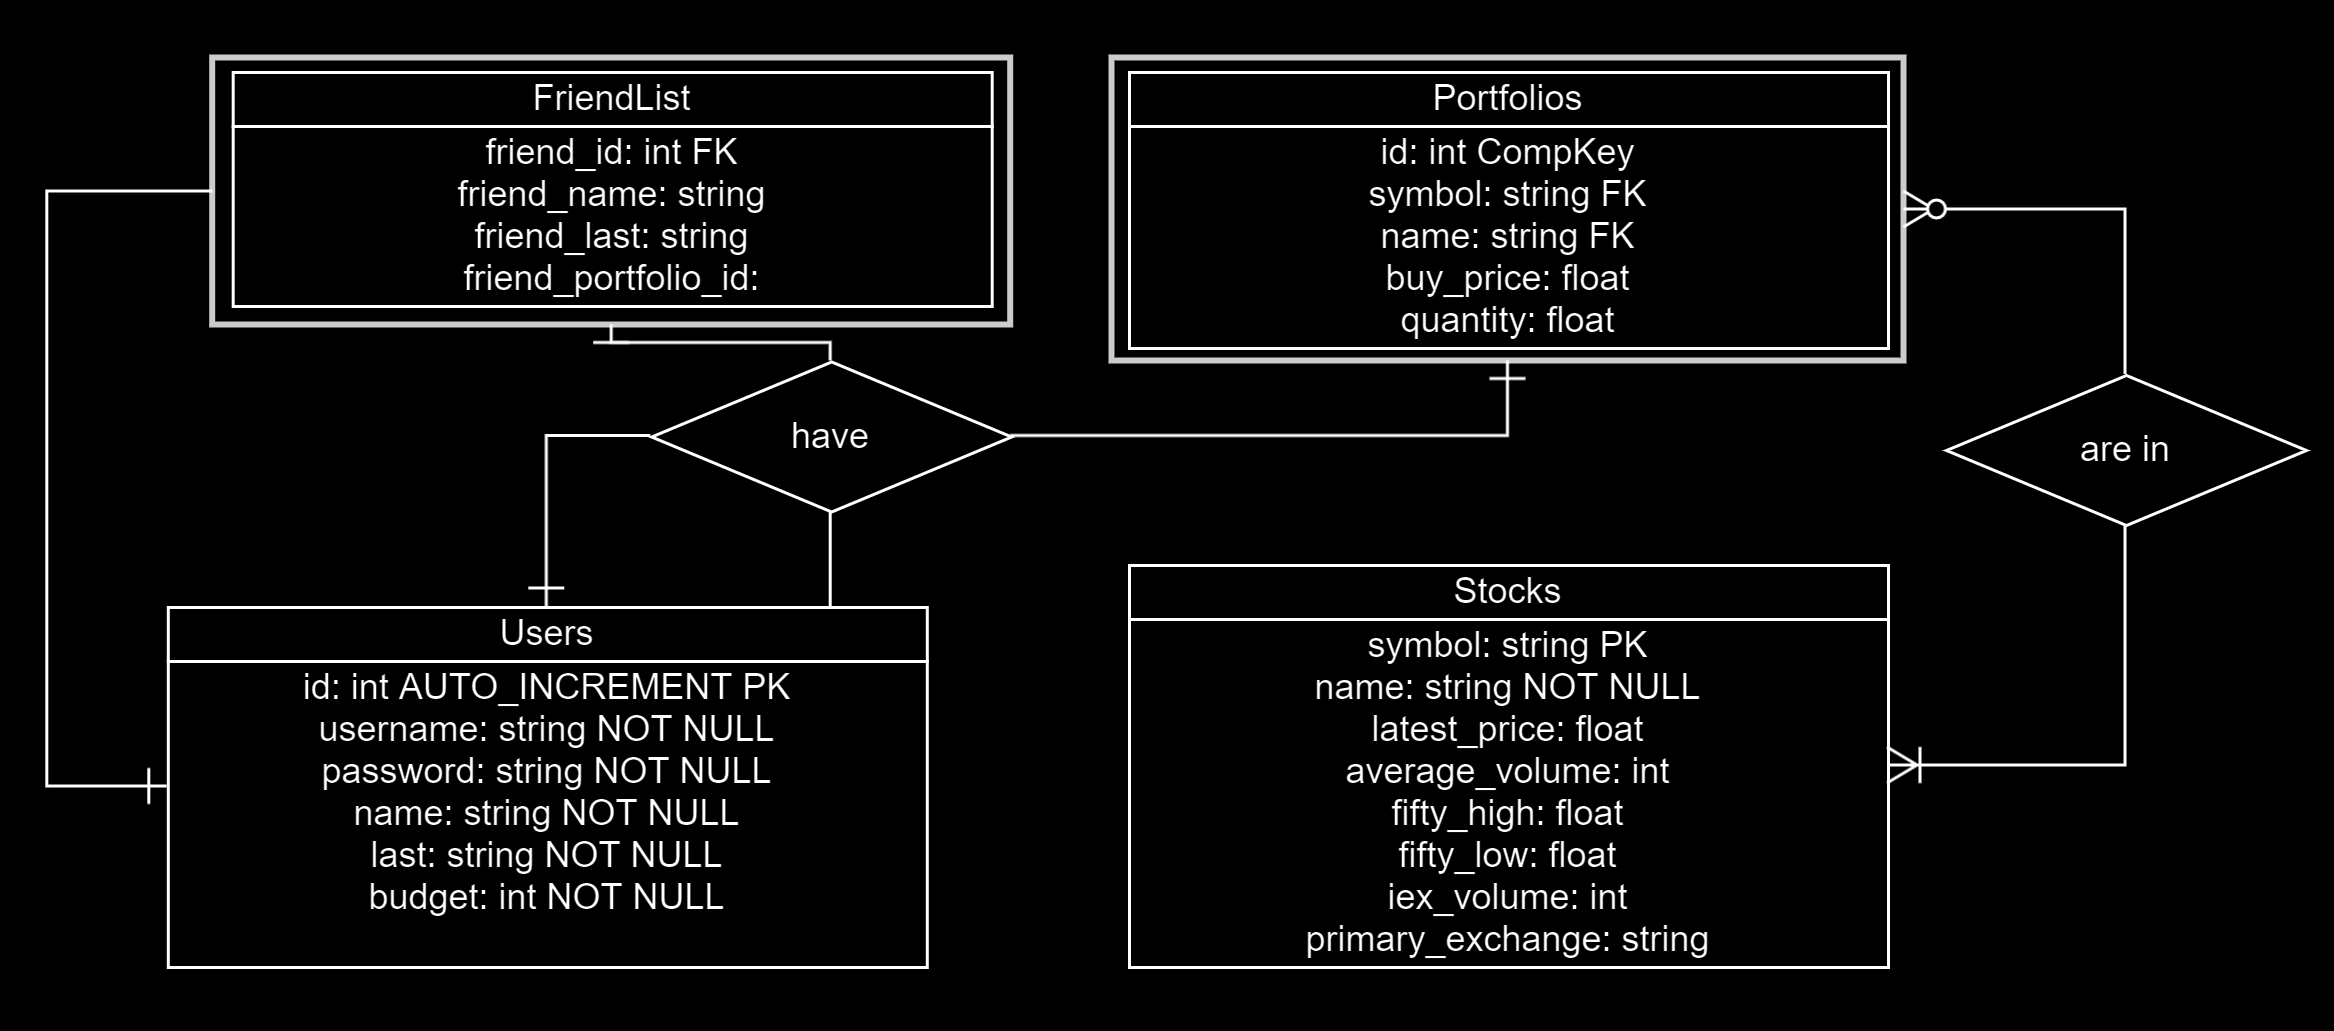 FriendList
friend_id: int FK
friend_name: string
friend_last: string
friend_portfolio_id:
Portfolios
id: int CompKey
symbol: string FK
name: string FK
buy_price: float
quantity: float
have
are in
Users
id: int AUTO_INCREMENT PK
username: string NOT NULL
password: string NOT NULL
name: string NOT NULL
last: string NOT NULL
budget: int NOT NULL
Stocks
symbol: string PK
name: string NOT NULL
latest_price: float
average_volume: int
fifty_high: float
fifty_low: float
iex_volume: int
primary_exchange: string